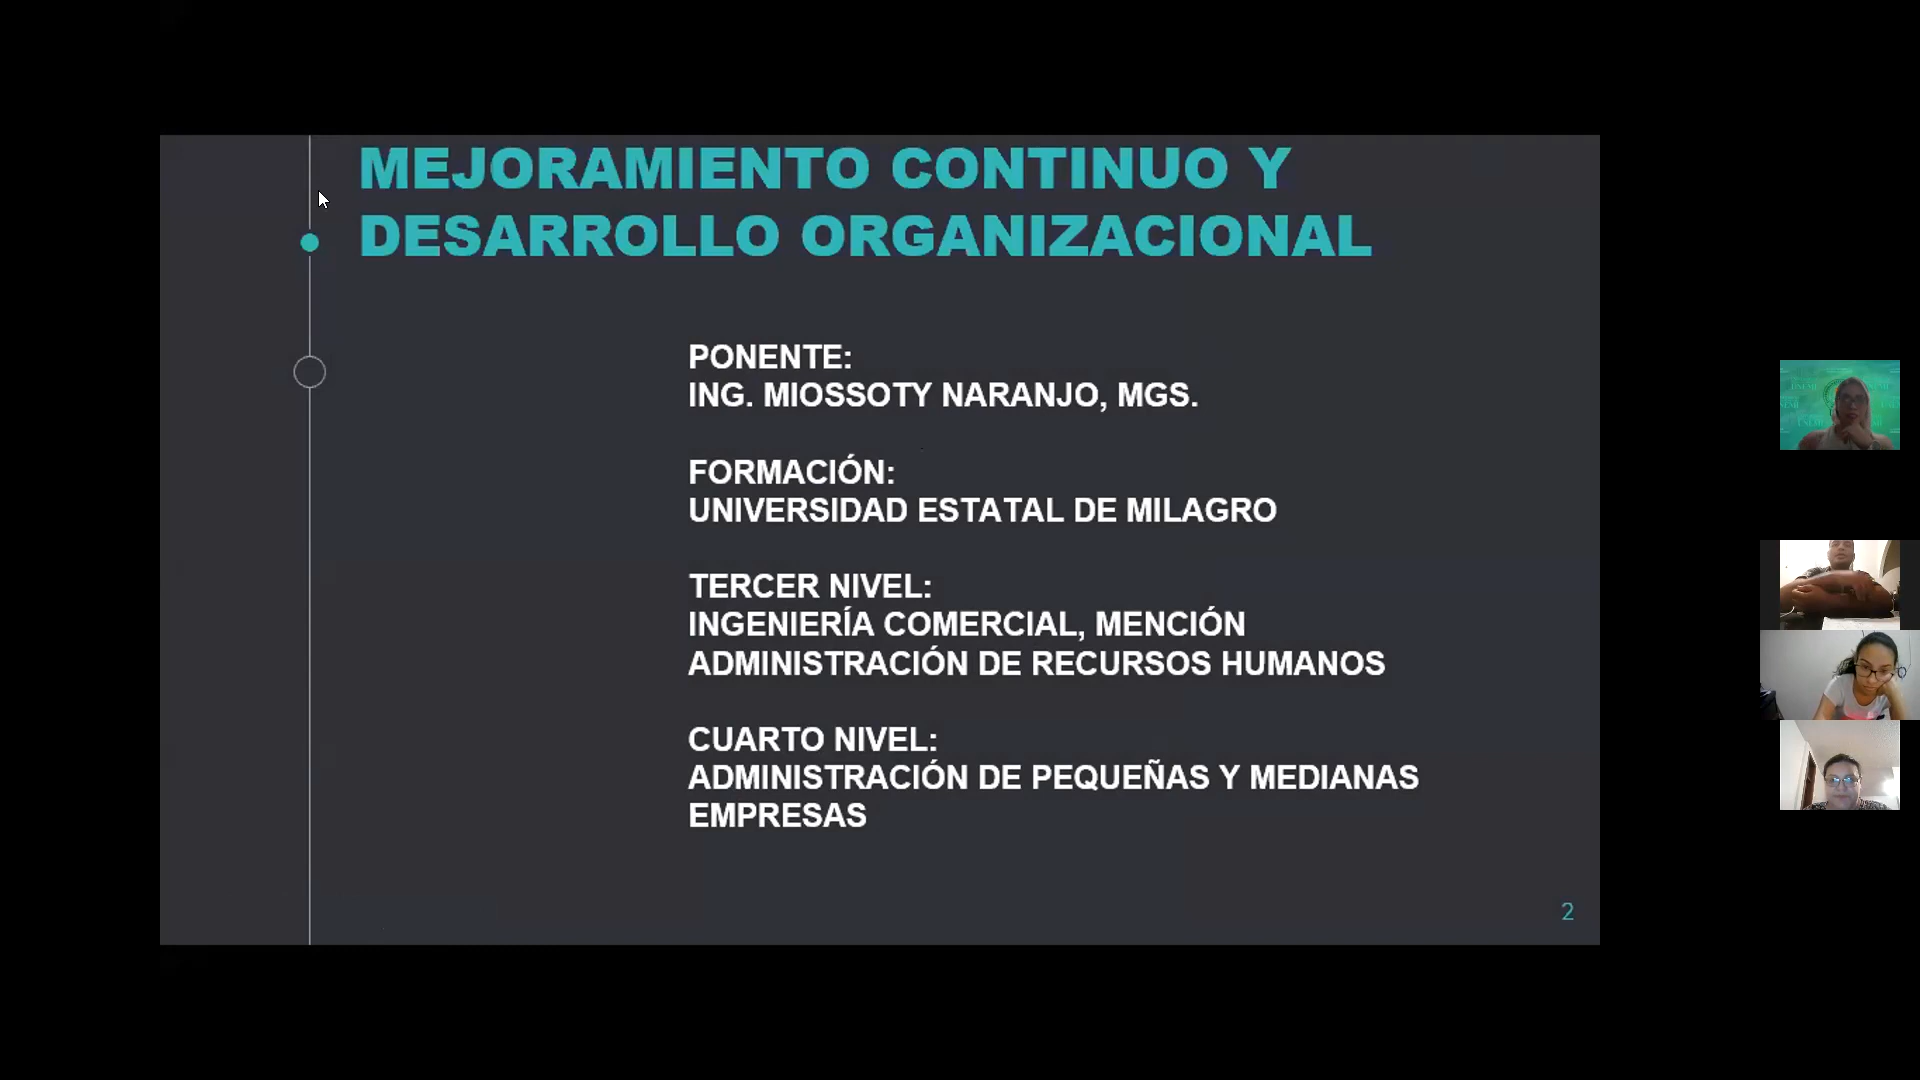 MEJORAMIENTO CONTINUO Y
DESARROLLO ORGANIZACIONAL
PONENTE:
ING. MIOSSOTY NARANJO, MGS.
FORMACIÓN:
UNIVERSIDAD ESTATAL DE MILAGRO
TERCER NIVEL:
INGENIERÍA COMERCIAL, MENCIÓN
ADMINISTRACIÓN DE RECURSOS HUMANOS
CUARTO NIVEL:
ADMINISTRACIÓN DE PEQUEÑAS Y MEDIANAS
EMPRESAS
2